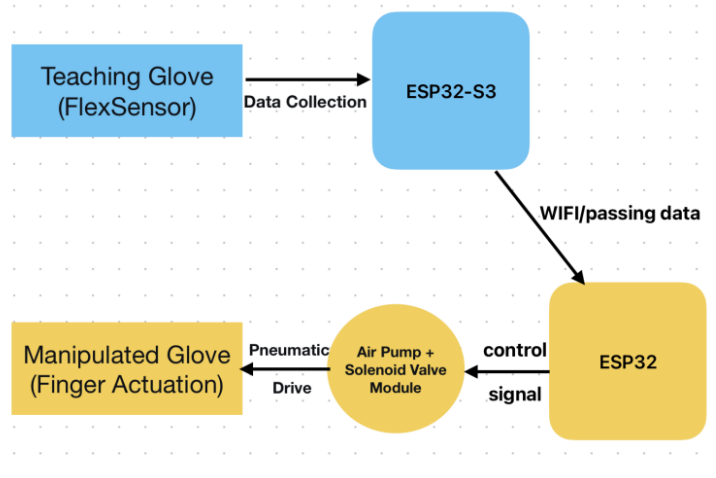 Teaching Glove
(FlexSensor)
Data Collection
ESP32-S3
WIFI/passing data
ESP32
control
signal
Air Pump +
Solenoid Valve
Module
Pneumatic
Drive
Manipulated Glove
(Finger Actuation)